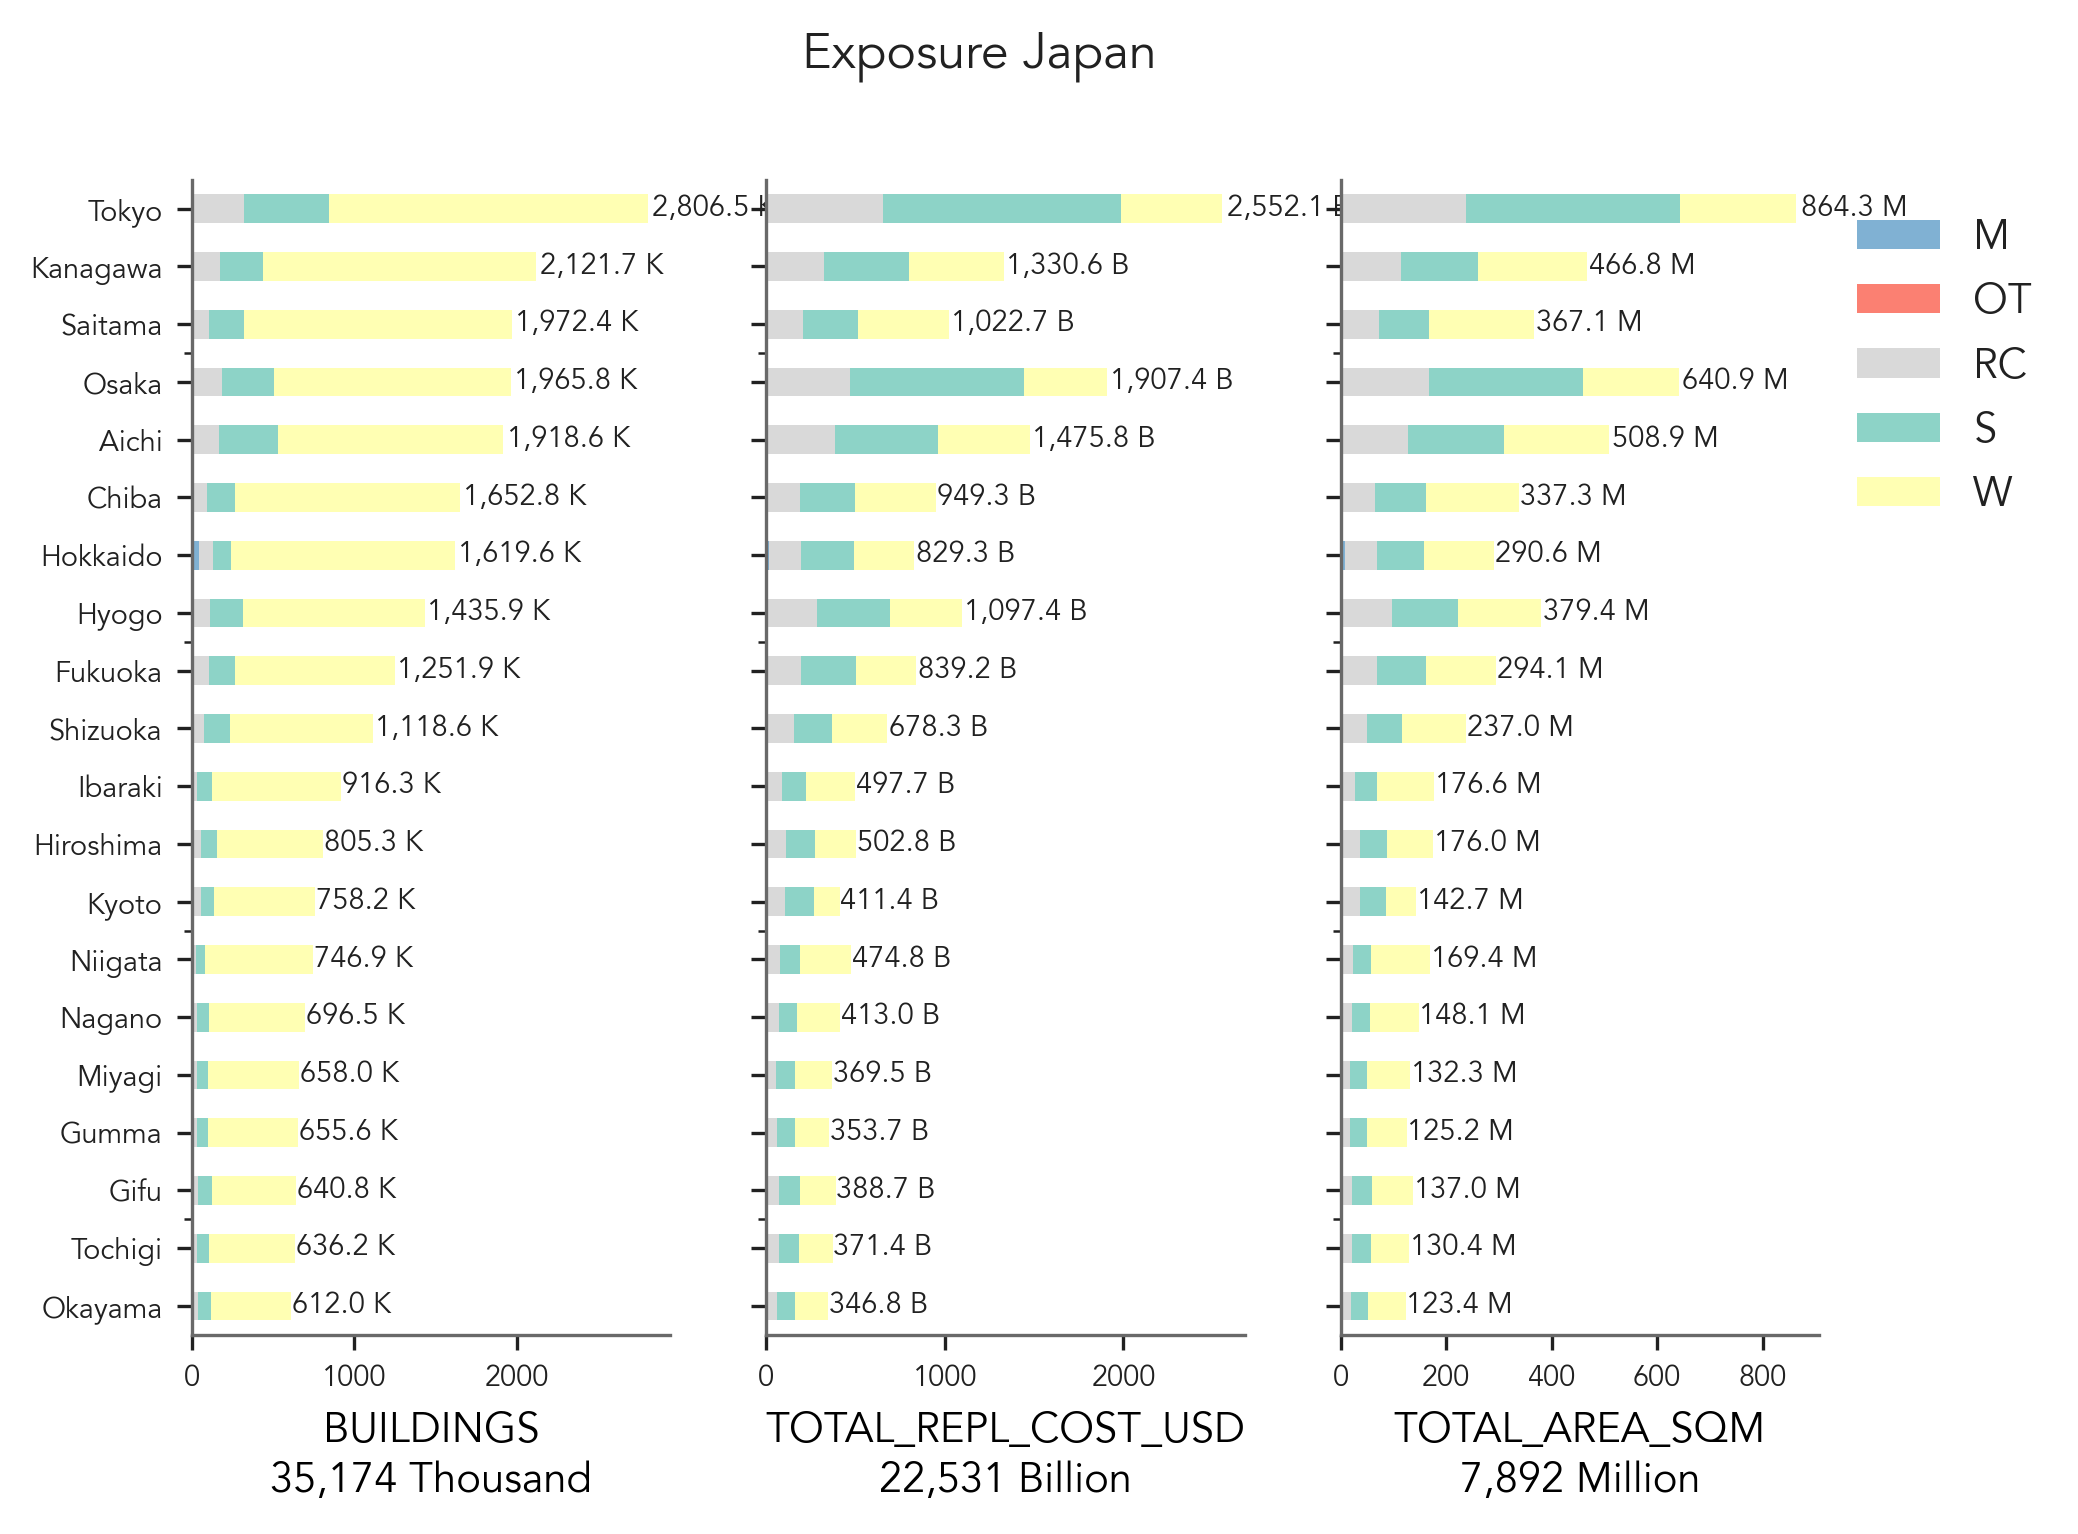 Exposure Japan
Tokyo 2,806.5 2,552.1 864.3 M
Kanagawa 2,121.7 K 1,330.6 B 466.8 M
Saitama 1,972.4 K 1,022.7 B 367.1 M
Osaka 1,965.8 K 1,907.4 B 640.9 M
Aichi 1,918.6 K 1,475.8 B 508.9 M
Chiba 1,652.8 K 949.3 B 337.3 M
Hokkaido 1,619.6 K 829.3 B 290.6 M
Hyogo 1,435.9 K 1,097.4 B 379.4 M
Fukuoka 1,251.9 K 839.2 B 294.1 M
Shizuoka 1,118.6 K 678.3 B 237.0 M
Ibaraki 916.3 K 497.7 B 176.6 M
Hiroshima 805.3 K 502.8 B 176.0 M
Kyoto 758.2 K 411.4 B 142.7 M
Niigata 746.9 K 474.8 B 169.4 M
Nagano 696.5 K 413.0 B 148.1 M
Miyagi 658.0 K 369.5 B 132.3 M
Gumma 655.6 K 353.7 B 125.2 M
Gifu 640.8 K 388.7 B 137.0 M
Tochigi 636.2 K 371.4 B 130.4 M
Okayama 612.0 K 346.8 B 123.4 M
0 1000 2000
BUILDINGS
35,174 Thousand
0 1000 2000
TOTAL_REPL_COST_USD
22,531 Billion
0 200 400 600 800
TOTAL_AREA_SQM
7,892 Million
M
OT
RC
S
W